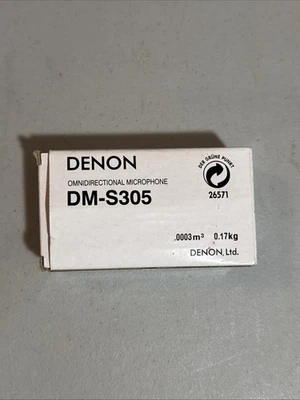 DENON
OMNIDIRECTIONAL MICROPHONE
DM-S305
DER GRÜNE PUNKT
26571
.0003m³ 0.17kg
DENON, Ltd.